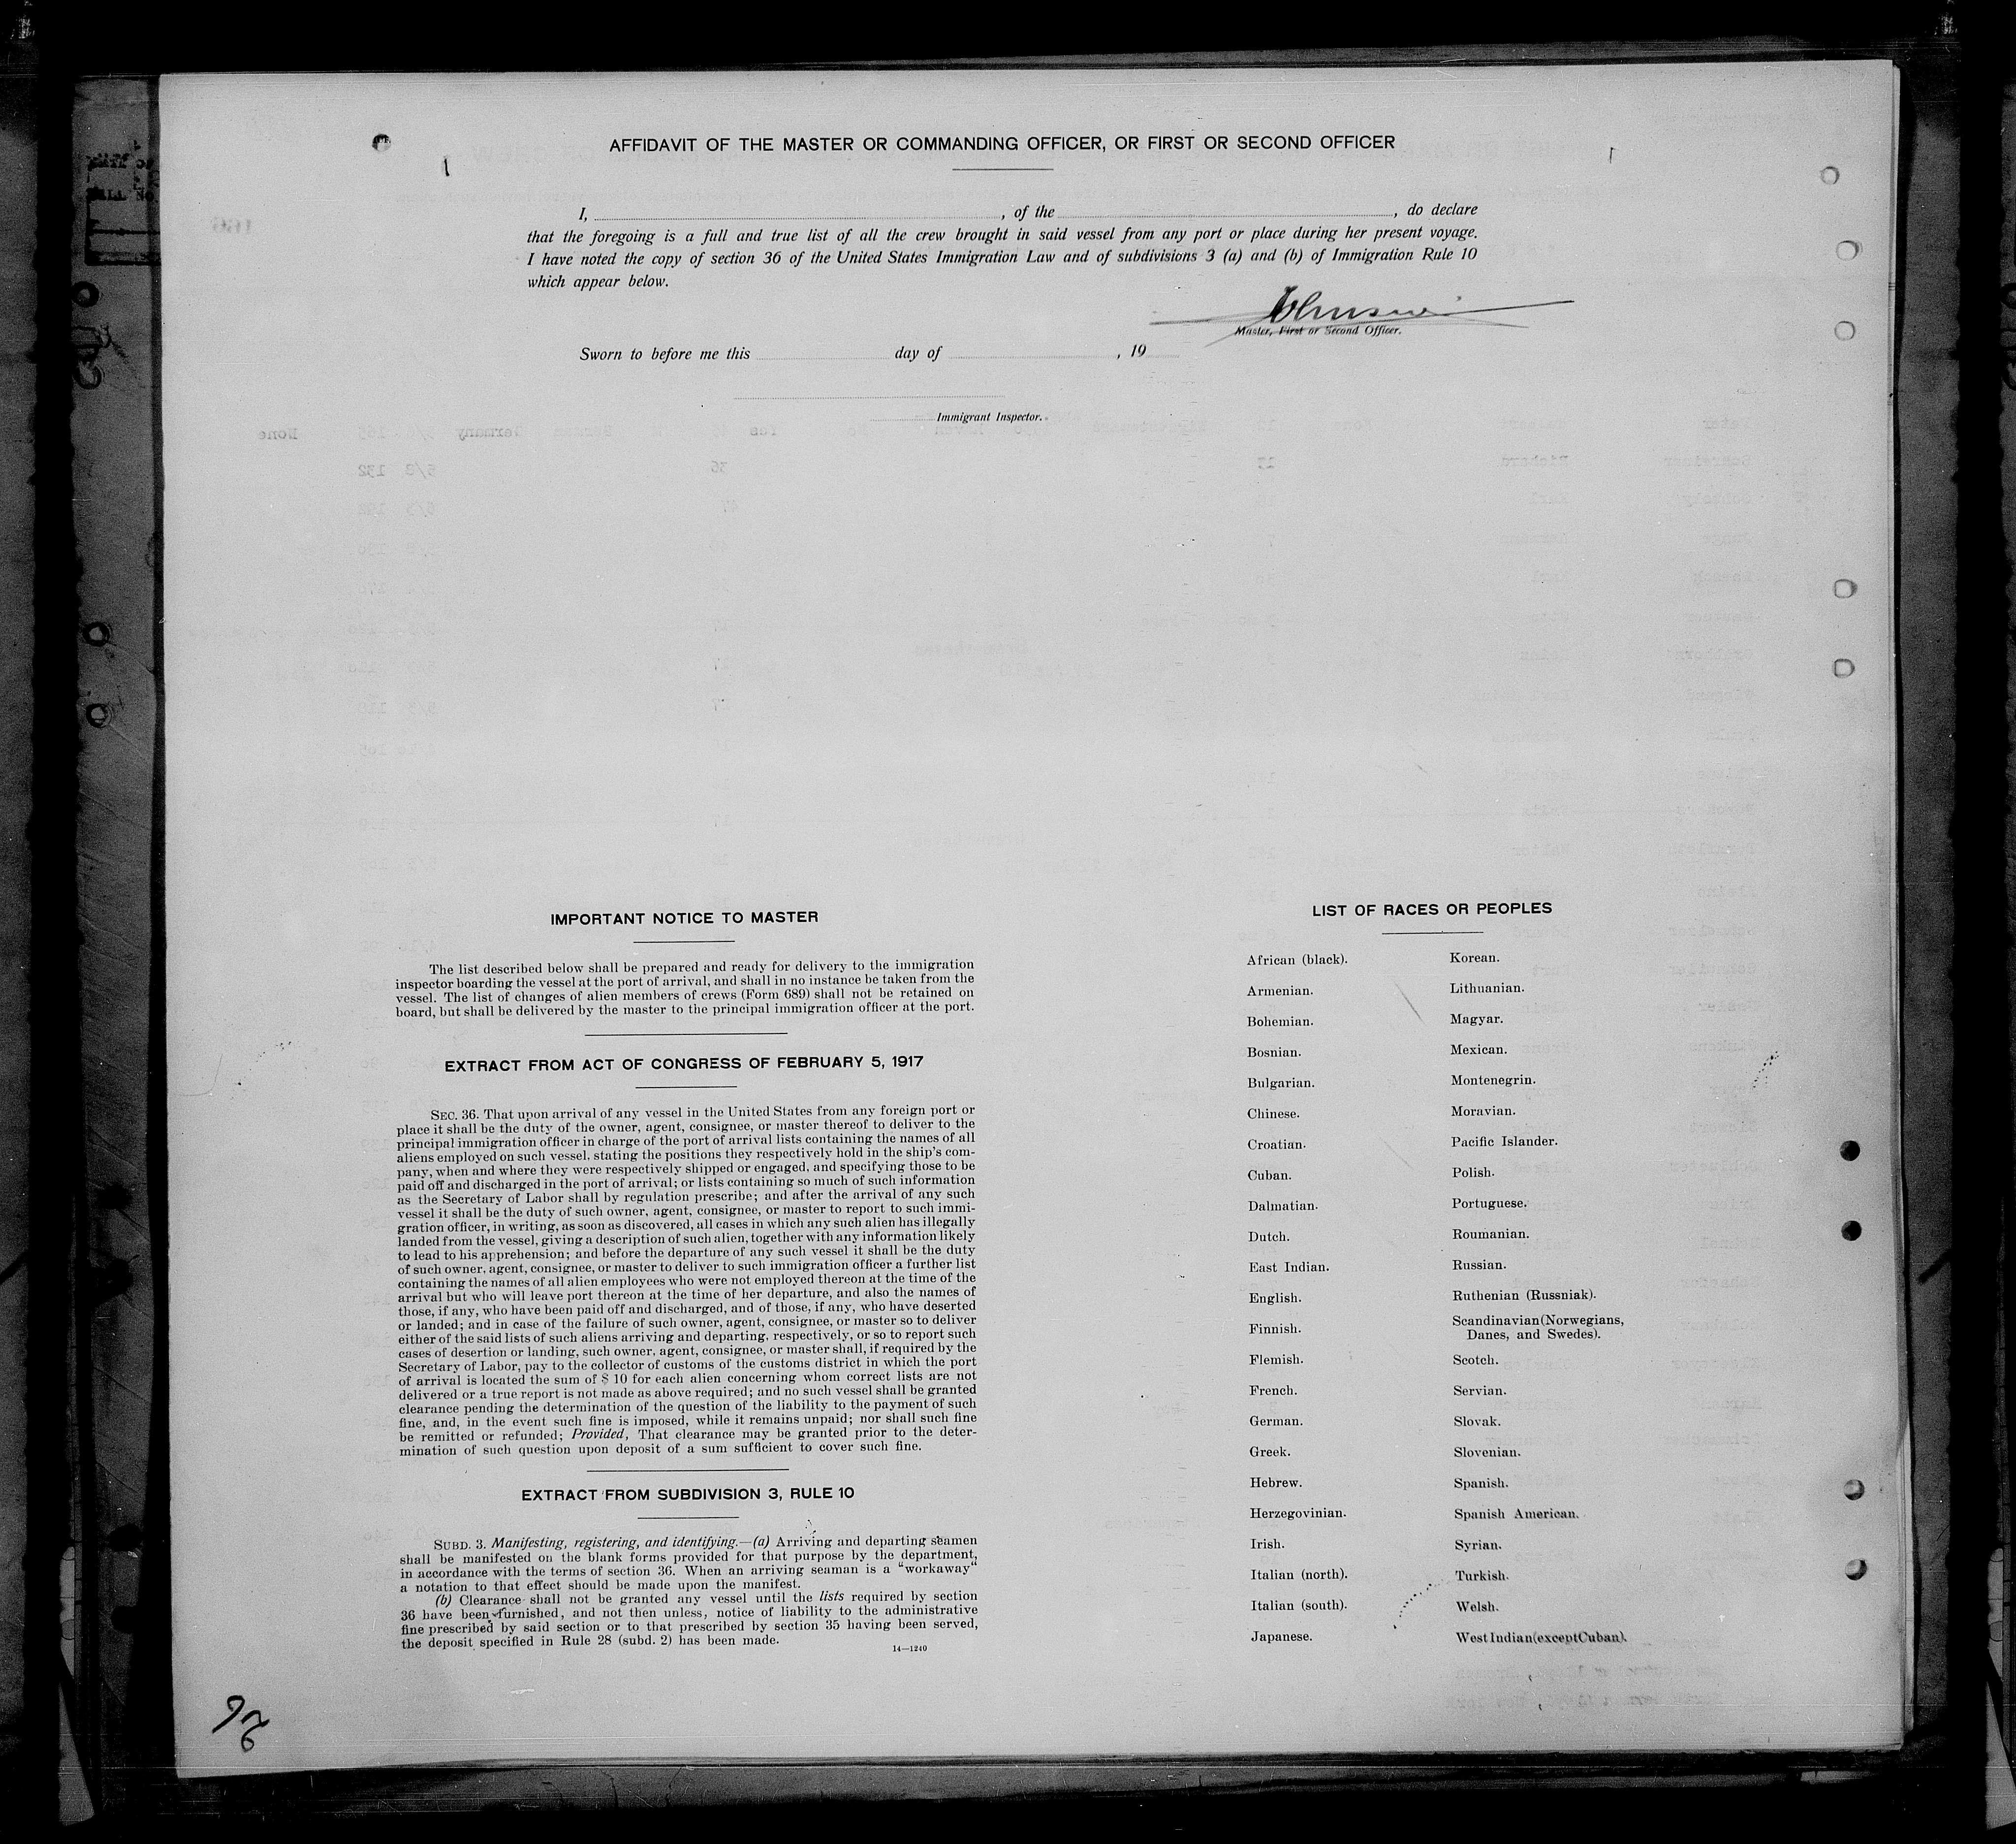 AFFIDAVIT OF THE MASTER OR COMMANDING OFFICER, OR FIRST OR SECOND OFFICER
I, , of the , do declare
that the foregoing is a full and true list of all the crew brought in said vessel from any port or place during her present voyage.
I have noted the copy of section 36 of the United States Immigration Law and of subdivisions 3 (a) and (b) of Immigration Rule 10
which appear below.
Master, First or Second Officer.
Sworn to before me this day of , 19
Immigrant Inspector.
IMPORTANT NOTICE TO MASTER
The list described below shall be prepared and ready for delivery to the immigration
inspector boarding the vessel at the port of arrival, and shall in no instance be taken from the
vessel. The list of changes of alien members of crews (Form 689) shall not be retained on
board, but shall be delivered by the master to the principal immigration officer at the port.
EXTRACT FROM ACT OF CONGRESS OF FEBRUARY 5, 1917
SEC. 36. That upon arrival of any vessel in the United States from any foreign port or
place it shall be the duty of the owner, agent, consignee, or master thereof to deliver to the
principal immigration officer in charge of the port of arrival lists containing the names of all
aliens employed on such vessel, stating the positions they respectively hold in the ship's com-
pany, when and where they were respectively shipped or engaged, and specifying those to be
paid off and discharged in the port of arrival; or lists containing so much of such information
as the Secretary of Labor shall by regulation prescribe; and after the arrival of any such
vessel it shall be the duty of such owner, agent, consignee, or master to report to such immi-
gration officer, in writing, as soon as discovered, all cases in which any such alien has illegally
landed from the vessel, giving a description of such alien, together with any information likely
to lead to his apprehension; and before the departure of any such vessel it shall be the duty
of such owner, agent, consignee, or master to deliver to such immigration officer a further list
containing the names of all alien employees who were not employed thereon at the time of the
arrival but who will leave port thereon at the time of her departure, and also the names of
those, if any, who have been paid off and discharged, and of those, if any, who have deserted
or landed; and in case of the failure of such owner, agent, consignee, or master so to deliver
either of the said lists of such aliens arriving and departing, respectively, or so to report such
cases of desertion or landing, such owner, agent, consignee, or master shall, if required by the
Secretary of Labor, pay to the collector of customs of the customs district in which the port
of arrival is located the sum of $ 10 for each alien concerning whom correct lists are not
delivered or a true report is not made as above required; and no such vessel shall be granted
clearance pending the determination of the question of the liability to the payment of such
fine, and, in the event such fine is imposed, while it remains unpaid; nor shall such fine
be remitted or refunded; Provided, That clearance may be granted prior to the deter-
mination of such question upon deposit of a sum sufficient to cover such fine.
EXTRACT FROM SUBDIVISION 3, RULE 10
SUBD. 3. Manifesting, registering, and identifying.—(a) Arriving and departing seamen
shall be manifested on the blank forms provided for that purpose by the department,
in accordance with the terms of section 36. When an arriving seaman is a “workaway“
a notation to that effect should be made upon the manifest.
(b) Clearance shall not be granted any vessel until the lists required by section
36 have been furnished, and not then unless, notice of liability to the administrative
fine prescribed by said section or to that prescribed by section 35 having been served,
the deposit specified in Rule 28 (subd. 2) has been made.
14—1240
LIST OF RACES OR PEOPLES
African (black).
Armenian.
Bohemian.
Bosnian.
Bulgarian.
Chinese.
Croatian.
Cuban.
Dalmatian.
Dutch.
East Indian.
English.
Finnish.
Flemish.
French.
German.
Greek.
Hebrew.
Herzegovinian.
Irish.
Italian (north).
Italian (south).
Japanese.
Korean.
Lithuanian.
Magyar.
Mexican.
Montenegrin.
Moravian.
Pacific Islander.
Polish.
Portuguese.
Roumanian.
Russian.
Ruthenian (Russniak).
Scandinavian(Norwegians,
Danes, and Swedes).
Scotch.
Servian.
Slovak.
Slovenian.
Spanish.
Spanish American.
Syrian.
Turkish.
Welsh.
West Indian(except Cuban).